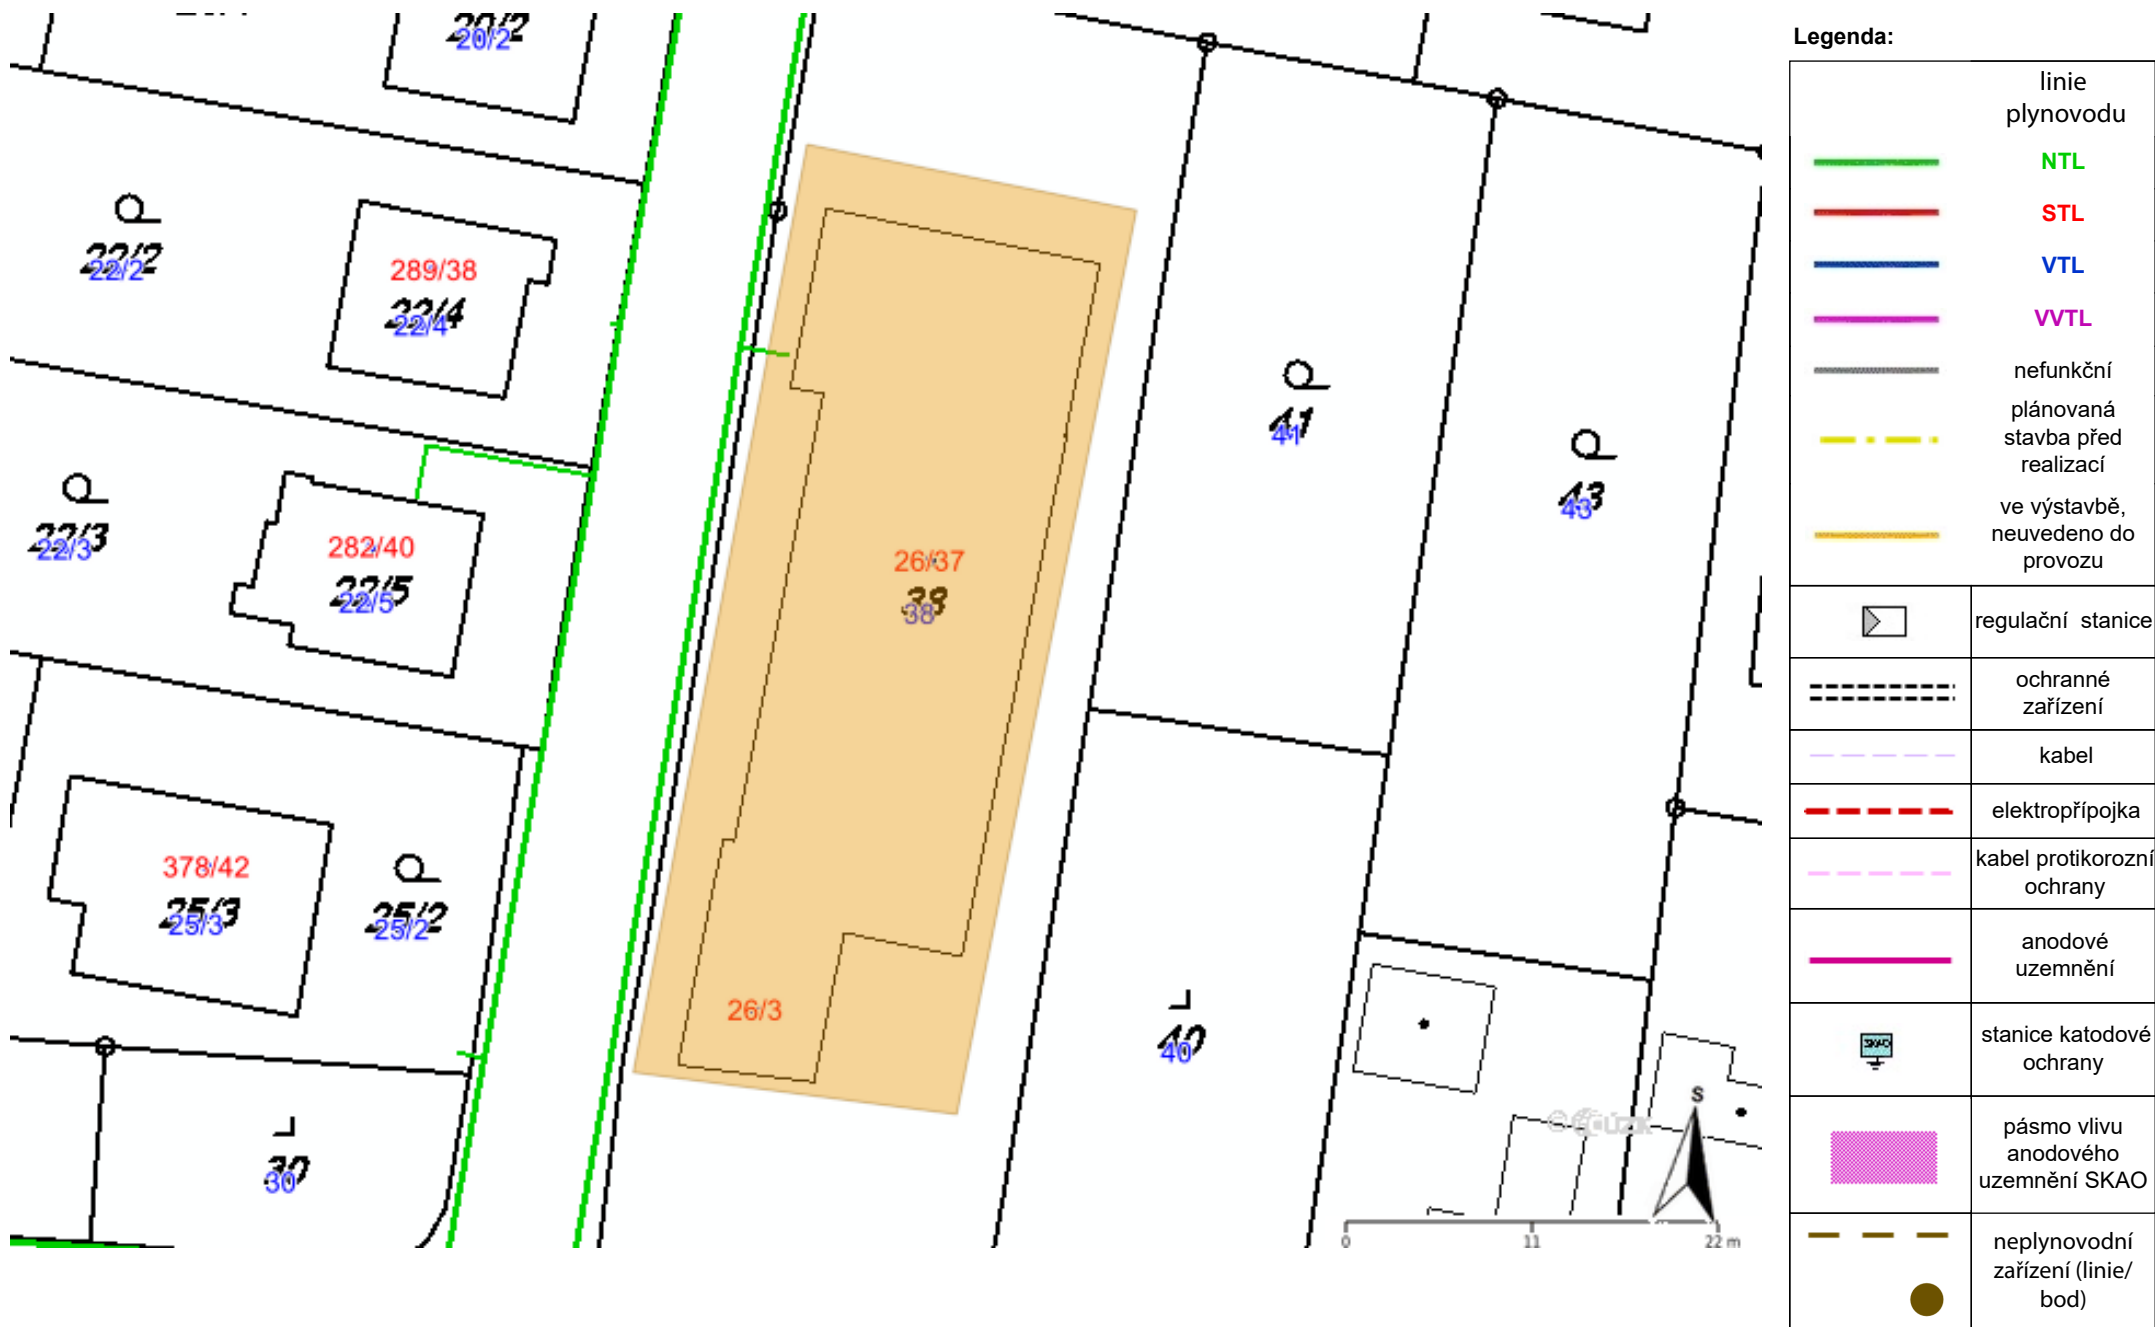 20/2
20/2
22/2
22/2
289/38
22/4
22/4
22/3
22/3
282/40
22/5
22/5
378/42
25/3
25/3
25/2
25/2
30
30
26/37
38
38
26/3
41
41
43
43
40
40
S
0 11 22 m
Legenda:
linie
plynovodu
NTL
STL
VTL
VVTL
nefunkční
plánovaná
stavba před
realizací
ve výstavbě,
neuvedeno do
provozu
regulační stanice
ochranné
zařízení
kabel
elektropřípojka
kabel protikorozní
ochrany
anodové
uzemnění
SKAO
stanice katodové
ochrany
pásmo vlivu
anodového
uzemnění SKAO
neplynovodní
zařízení (linie/
bod)